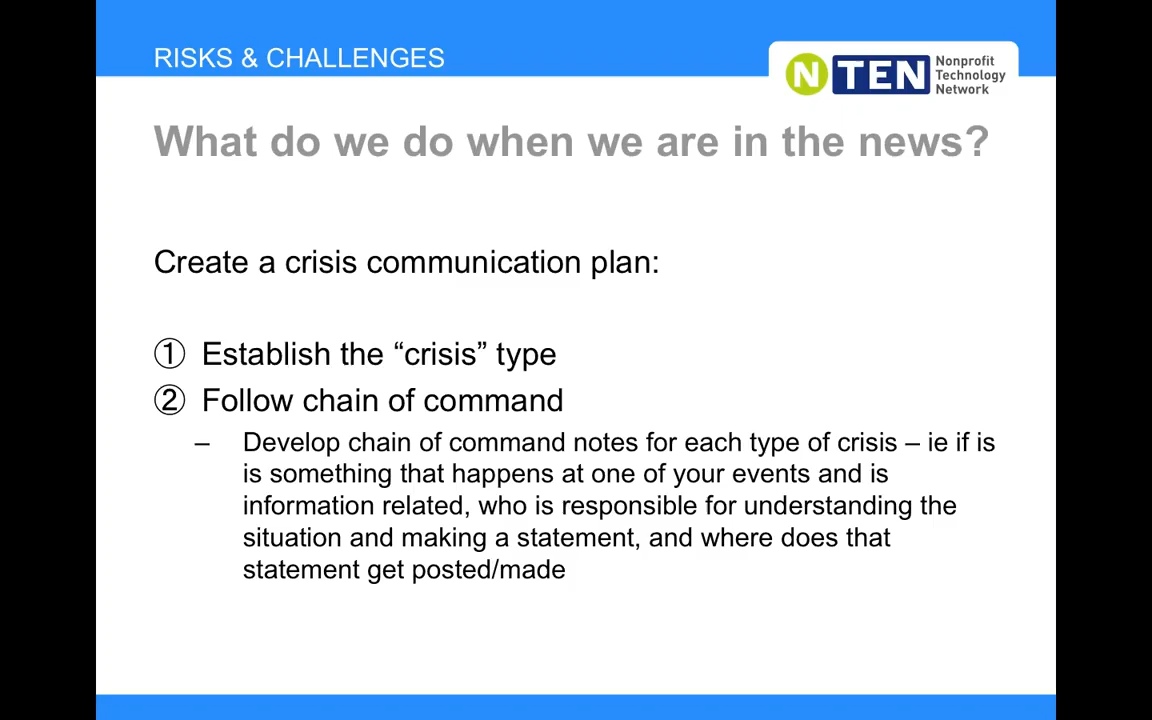 RISKS & CHALLENGES
N TEN
Nonprofit
Technology
Network
What do we do when we are in the news?
Create a crisis communication plan:
① Establish the “crisis” type
② Follow chain of command
– Develop chain of command notes for each type of crisis – ie if is
is something that happens at one of your events and is
information related, who is responsible for understanding the
situation and making a statement, and where does that
statement get posted/made